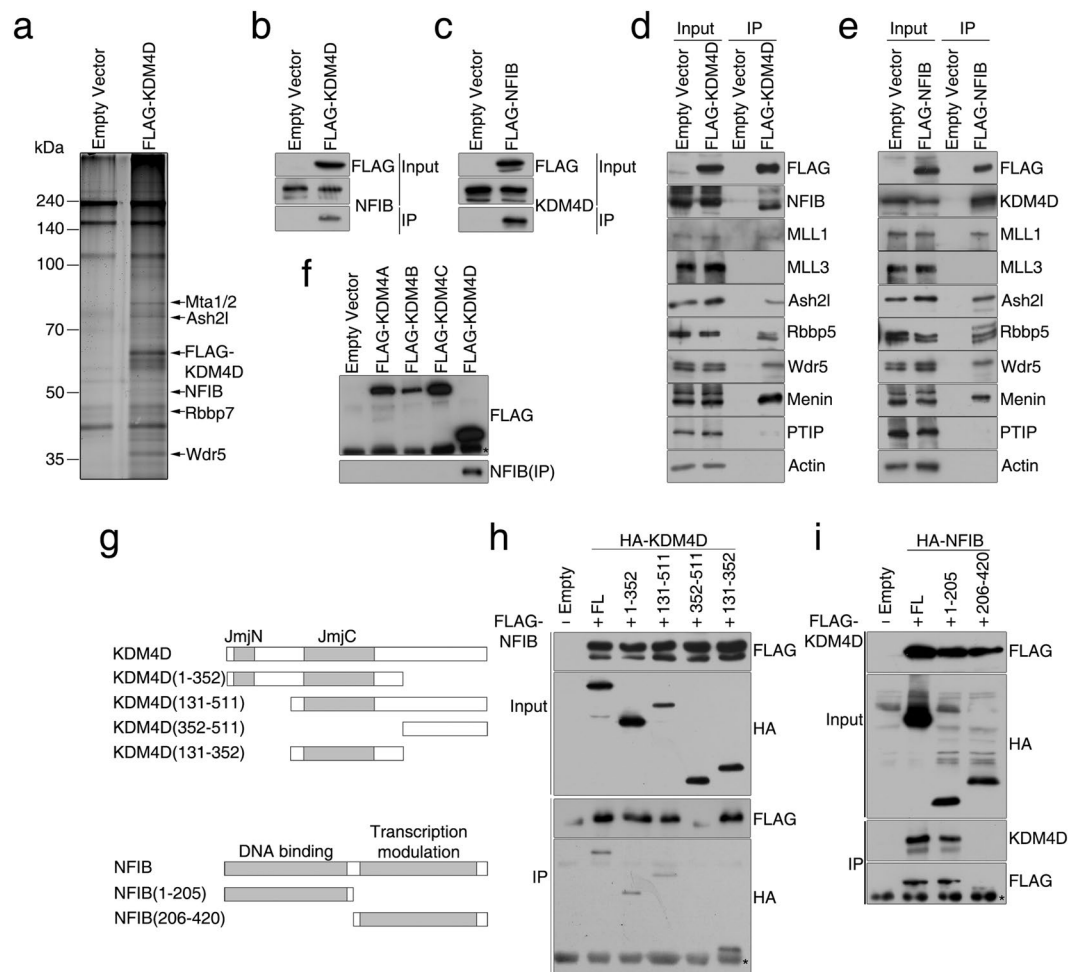 a
Empty Vector
FLAG-KDM4D
kDa
240
140
100
70
50
35
Mta1/2
Ash2l
FLAG-
KDM4D
NFIB
Rbbp7
Wdr5
b
Empty Vector
FLAG-KDM4D
FLAG
Input
NFIB
IP
c
Empty Vector
FLAG-NFIB
FLAG
Input
KDM4D
IP
d
Input
IP
Empty Vector
FLAG-KDM4D
Empty Vector
FLAG-KDM4D
FLAG
NFIB
MLL1
MLL3
Ash2l
Rbbp5
Wdr5
Menin
PTIP
Actin
e
Input
IP
Empty Vector
FLAG-NFIB
Empty Vector
FLAG-NFIB
FLAG
KDM4D
MLL1
MLL3
Ash2l
Rbbp5
Wdr5
Menin
PTIP
Actin
f
Empty Vector
FLAG-KDM4A
FLAG-KDM4B
FLAG-KDM4C
FLAG-KDM4D
FLAG
*
NFIB(IP)
g
JmjN
JmjC
KDM4D
KDM4D(1-352)
KDM4D(131-511)
KDM4D(352-511)
KDM4D(131-352)
DNA binding
Transcription
modulation
NFIB
NFIB(1-205)
NFIB(206-420)
h
HA-KDM4D
Empty
FL
1-352
131-511
352-511
131-352
FLAG-
NFIB
- + + + + +
FLAG
Input
HA
FLAG
IP
HA
*
i
HA-NFIB
Empty
FL
1-205
206-420
FLAG-
KDM4D
- + + +
FLAG
Input
HA
KDM4D
IP
FLAG
*